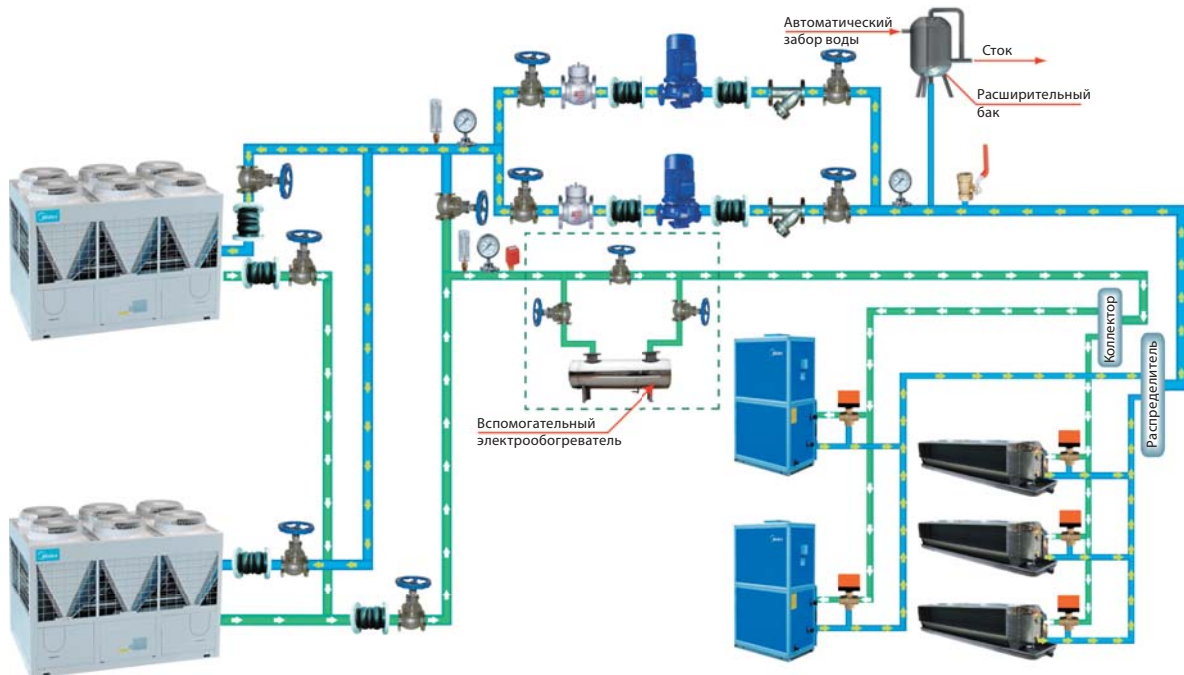 Автоматический
забор воды
Сток
Расширительный
бак
Коллектор
Распределитель
Вспомогательный
электрообогреватель